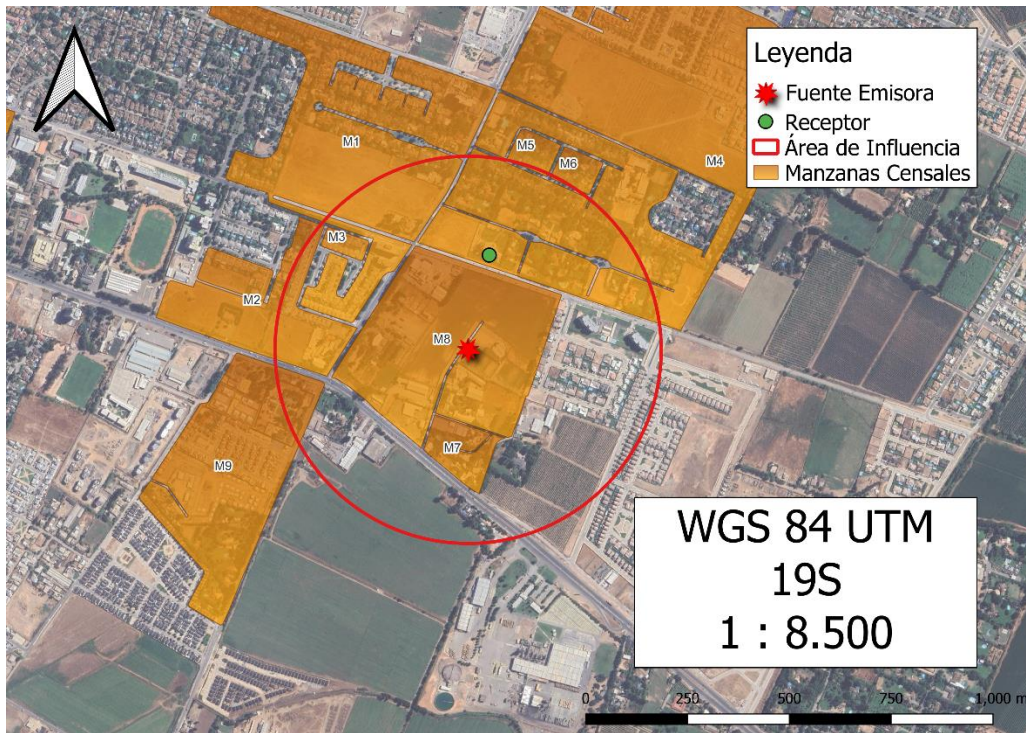 Leyenda
Fuente Emisora
Receptor
Área de Influencia
Manzanas Censales
M1
M5
M6
M4
M3
M2
M8
M7
M9
WGS 84 UTM
19S
1 : 8.500
0 250 500 750 1,000 m